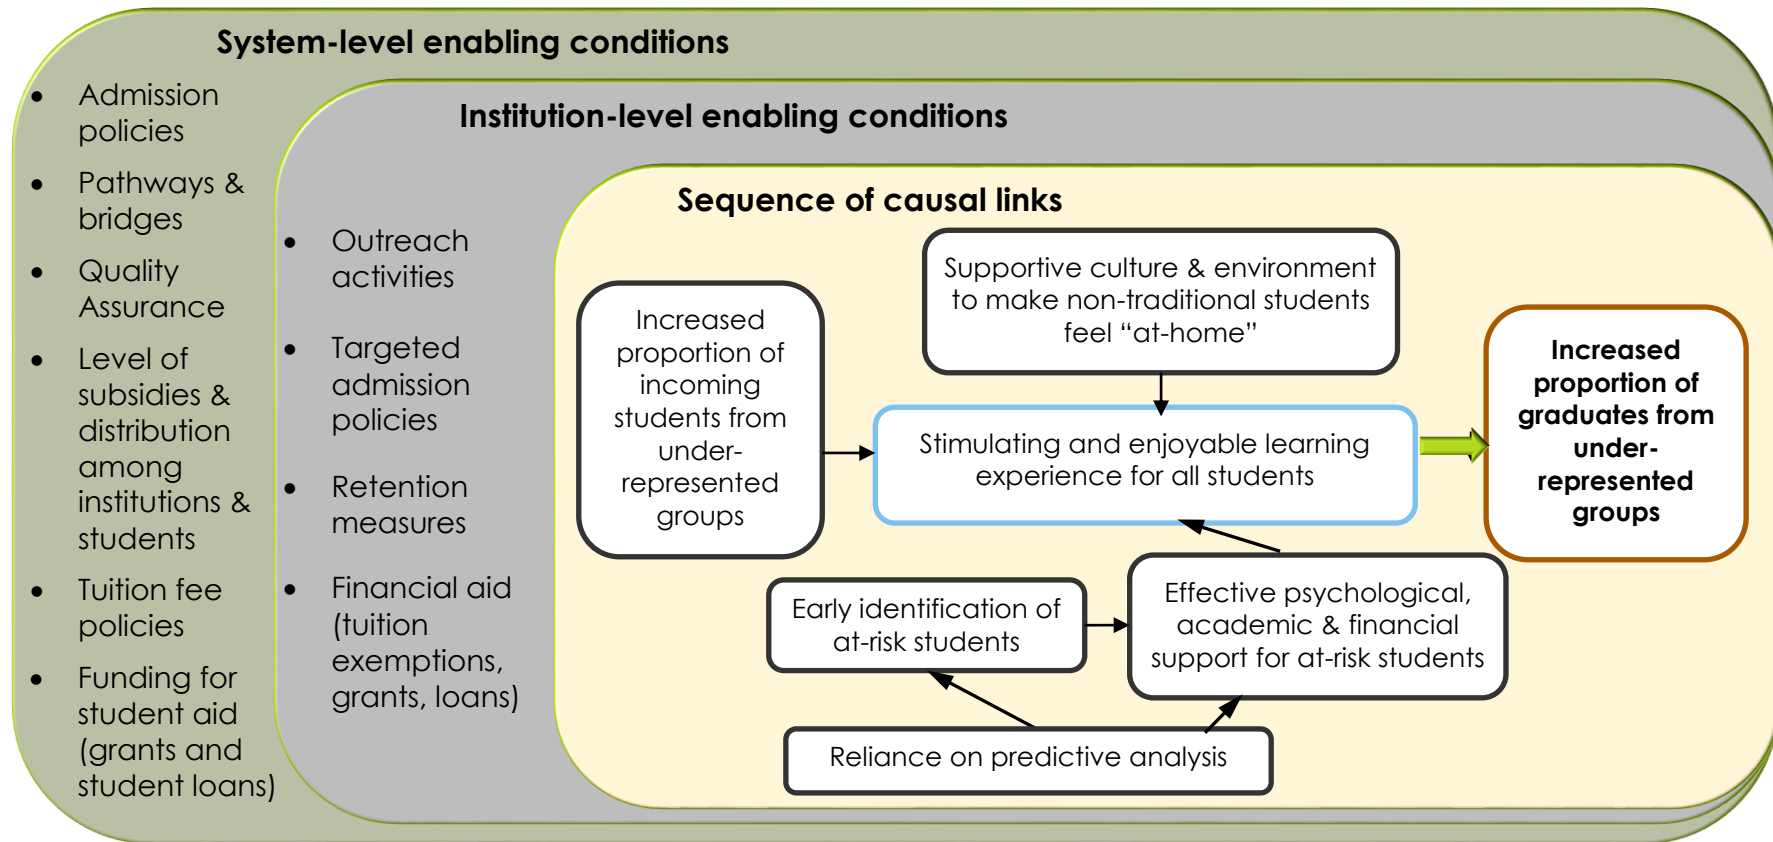 System-level enabling conditions
• Admission
policies
• Pathways &
bridges
• Quality
Assurance
• Level of
subsidies &
distribution
among
institutions &
students
• Tuition fee
policies
• Funding for
student aid
(grants and
student loans)
Institution-level enabling conditions
• Outreach
activities
• Targeted
admission
policies
• Retention
measures
• Financial aid
(tuition
exemptions,
grants, loans)
Sequence of causal links
Increased
proportion of
incoming
students from
under-
represented
groups
Supportive culture & environment
to make non-traditional students
feel “at-home”
Stimulating and enjoyable learning
experience for all students
Increased
proportion of
graduates from
under-
represented
groups
Early identification of
at-risk students
Effective psychological,
academic & financial
support for at-risk students
Reliance on predictive analysis